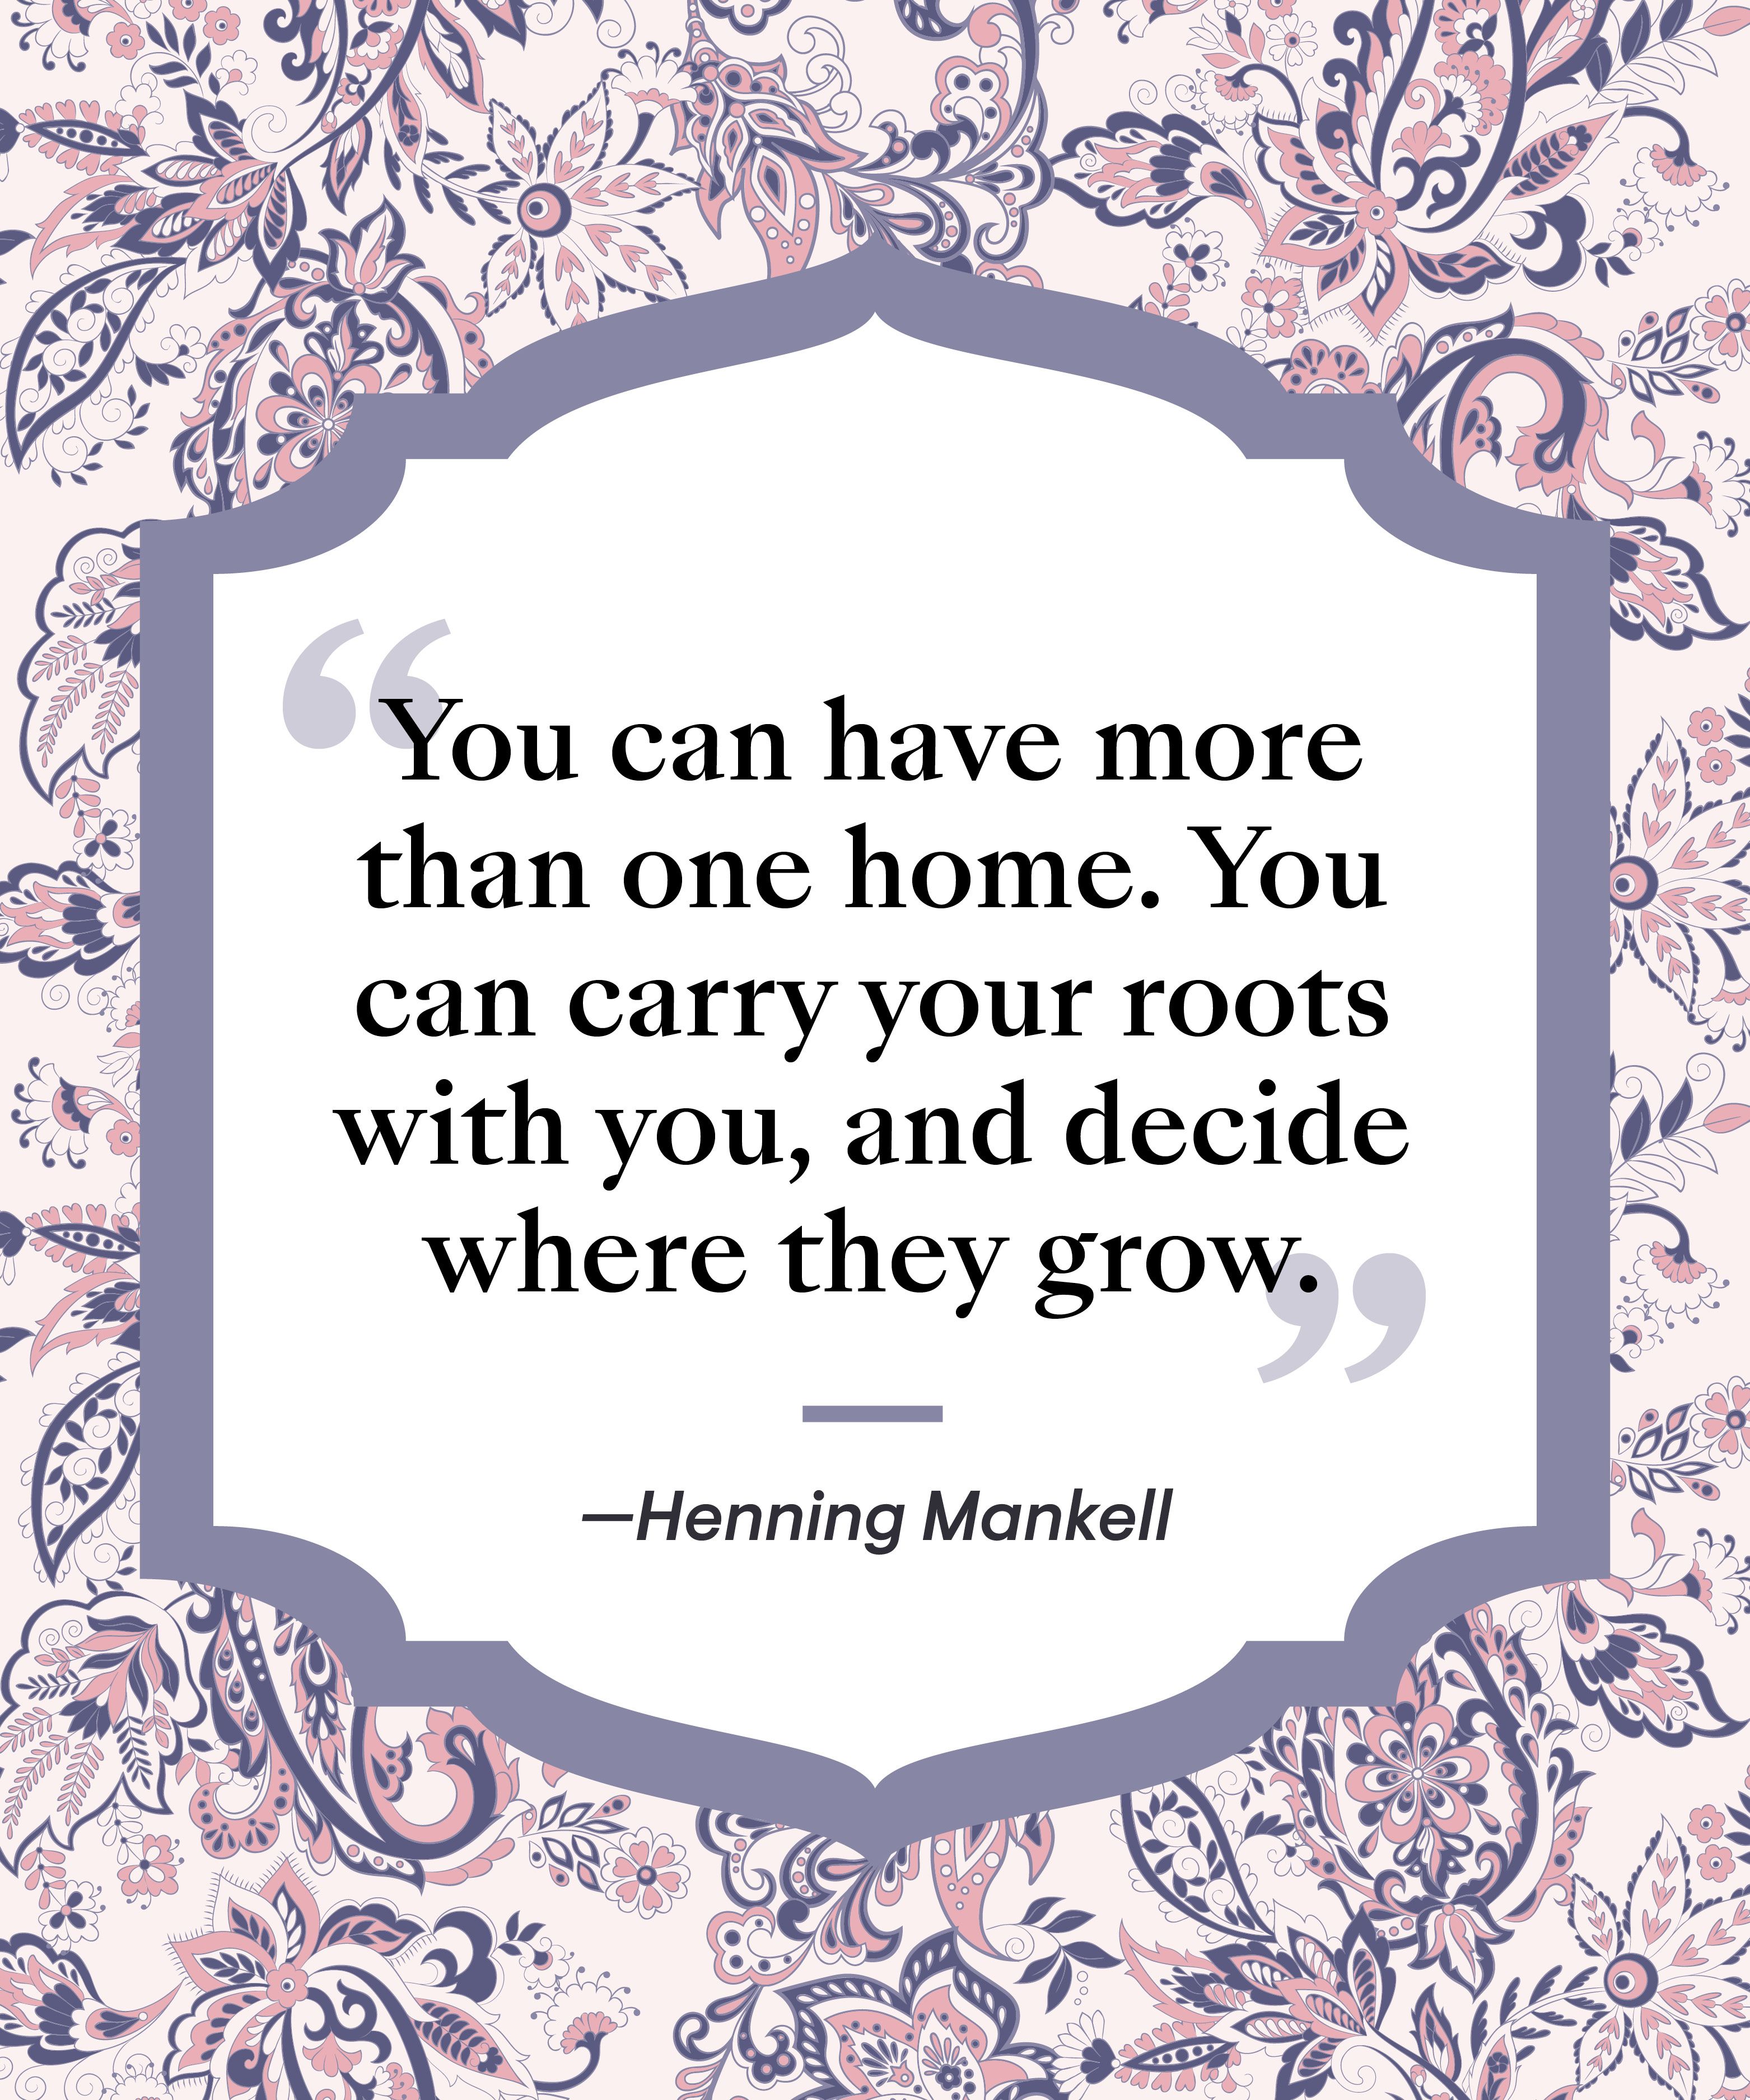 “You can have more
than one home. You
can carry your roots
with you, and decide
where they grow.”
—Henning Mankell